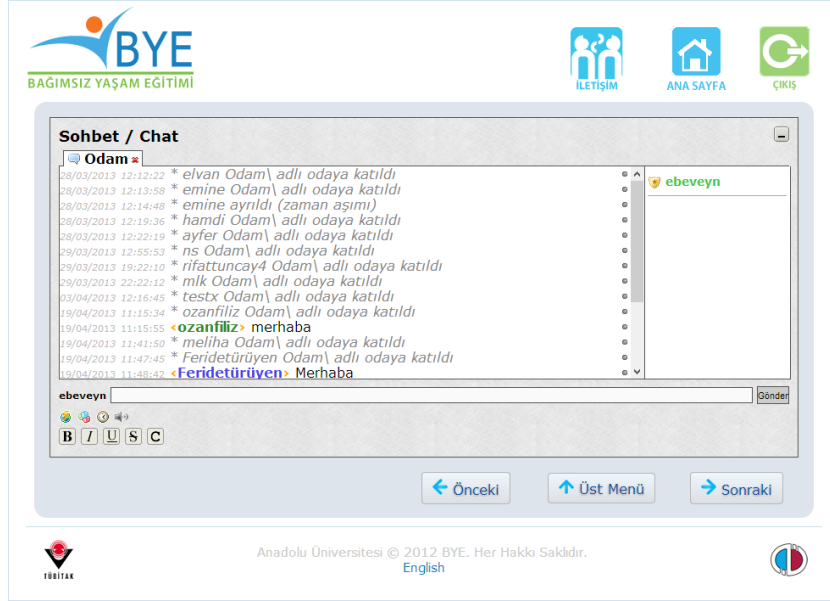 BYE
BAĞIMSIZ YAŞAM EĞİTİMİ
İLETİŞİM
ANA SAYFA
ÇIKIŞ
Sohbet / Chat
Odam
28/03/2013 12:12:22 * elvan Odam\ adlı odaya katıldı
28/03/2013 12:13:58 * emine Odam\ adlı odaya katıldı
28/03/2013 12:14:48 * emine ayrıldı (zaman aşımı)
28/03/2013 12:19:36 * hamdi Odam\ adlı odaya katıldı
28/03/2013 12:22:19 * ayfer Odam\ adlı odaya katıldı
29/03/2013 12:55:53 * ns Odam\ adlı odaya katıldı
29/03/2013 19:22:10 * rifattuncay4 Odam\ adlı odaya katıldı
29/03/2013 22:22:12 * mlk Odam\ adlı odaya katıldı
03/04/2013 12:16:45 * testx Odam\ adlı odaya katıldı
19/04/2013 11:15:34 * ozanfiliz Odam\ adlı odaya katıldı
19/04/2013 11:15:55 ‹ozanfiliz› merhaba
19/04/2013 11:41:50 * meliha Odam\ adlı odaya katıldı
19/04/2013 11:47:45 * Feridetürüyen Odam\ adlı odaya katıldı
19/04/2013 11:48:42 ‹Feridetürüyen› Merhaba
ebeveyn
ebeveyn
Gönder
B I U S C
Önceki
Üst Menü
Sonraki
TÜBİTAK
Anadolu Üniversitesi © 2012 BYE. Her Hakkı Saklıdır.
English